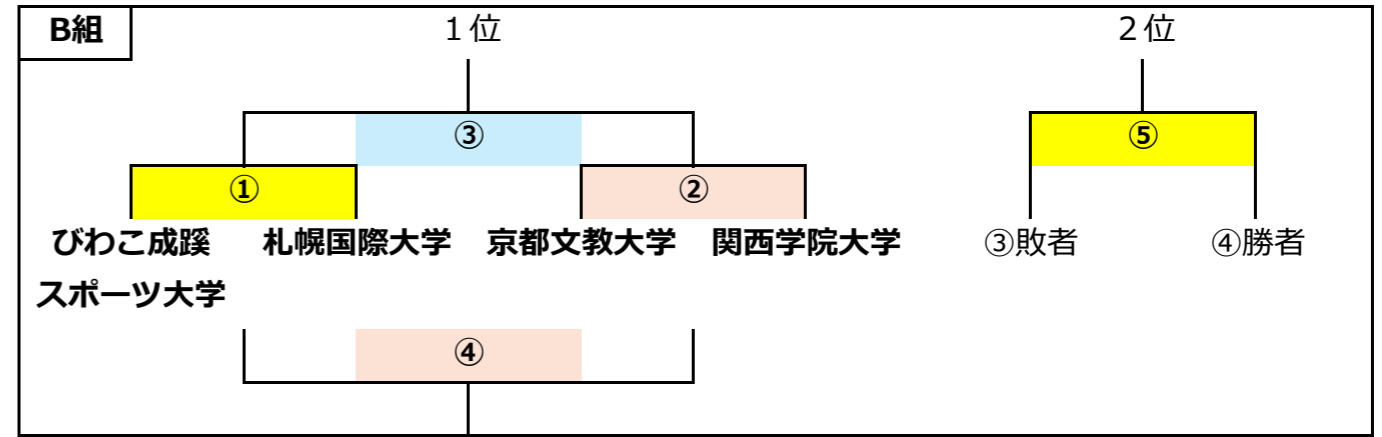 B組
１位
２位
③
⑤
①
②
びわこ成蹊
スポーツ大学
札幌国際大学
京都文教大学
関西学院大学
③敗者
④勝者
④